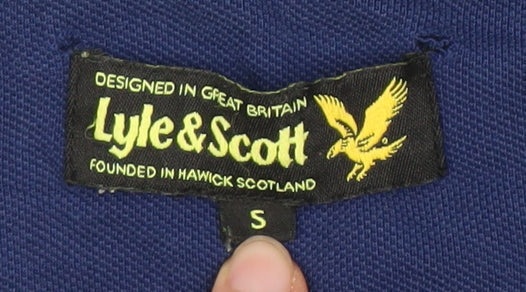 DESIGNED IN GREAT BRITAIN
Lyle & Scott
FOUNDED IN HAWICK SCOTLAND
S